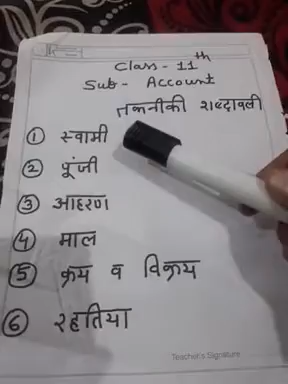 Class - 11th
Sub - Account
तकनीकी शब्दावली
① स्वामी
② पूंजी
③ आहरण
④ माल
⑤ क्रय व विक्रय
⑥ रहतिया
Teacher's Signature